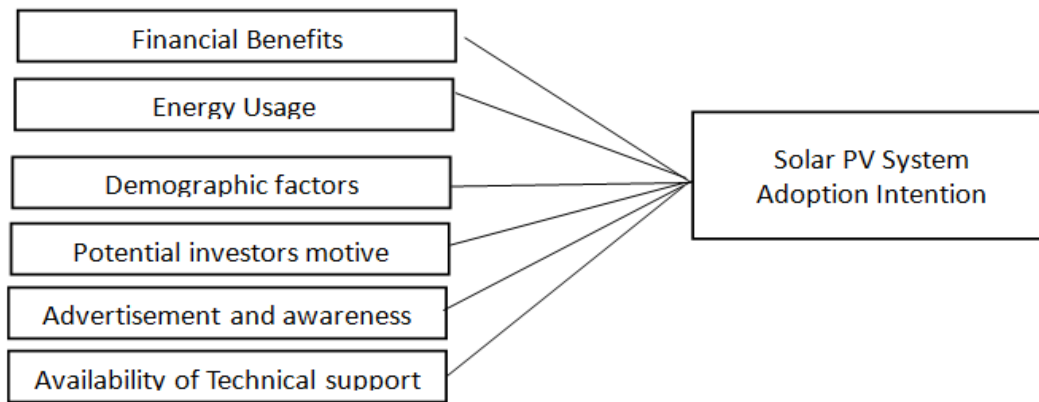 Financial Benefits
Energy Usage
Demographic factors
Potential investors motive
Advertisement and awareness
Availability of Technical support
Solar PV System
Adoption Intention